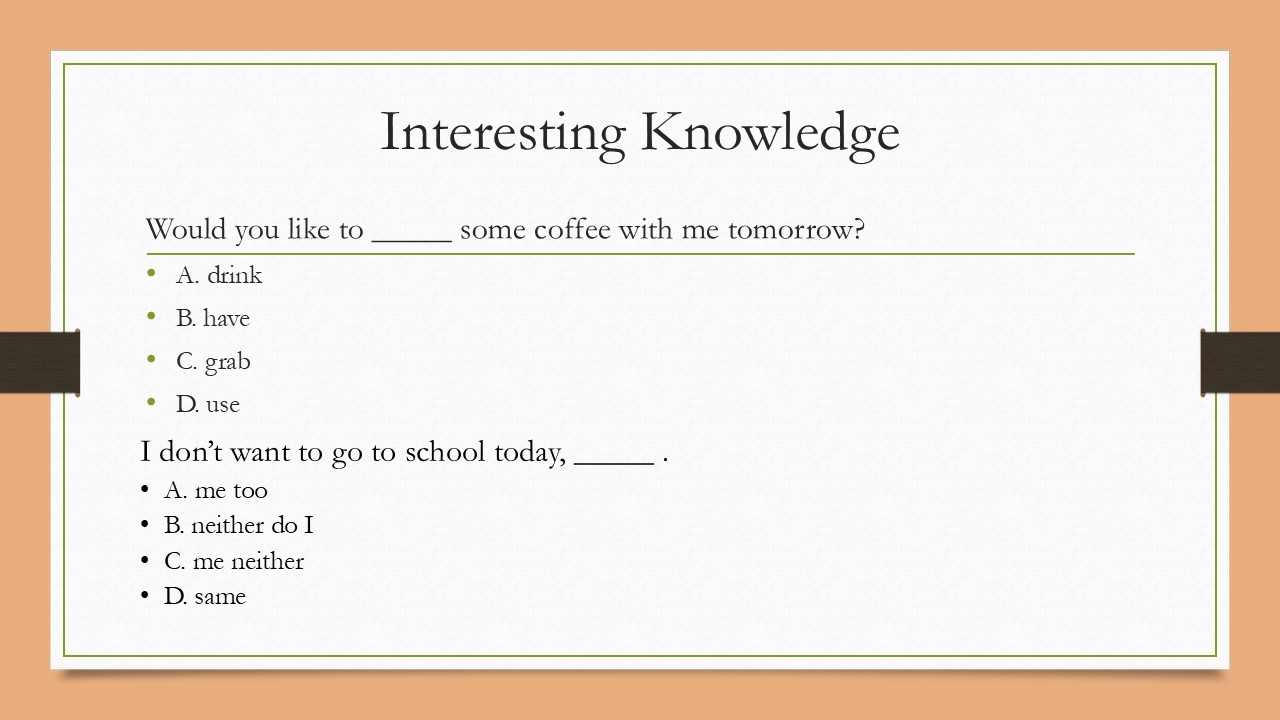 Interesting Knowledge
Would you like to _____ some coffee with me tomorrow?
• A. drink
• B. have
• C. grab
• D. use
I don’t want to go to school today, _____ .
• A. me too
• B. neither do I
• C. me neither
• D. same